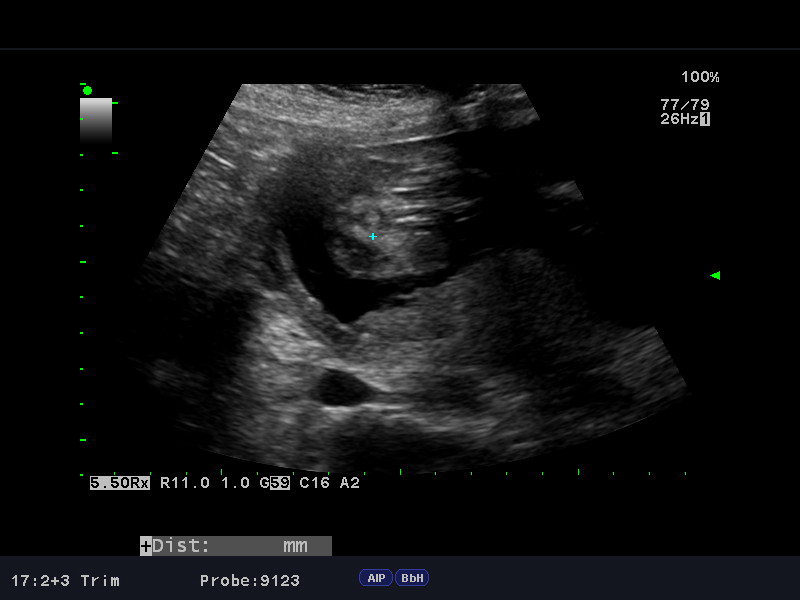 100%
77/79
26Hz1
5.50Rx R11.0 1.0 G59 C16 A2
+Dist: mm
17:2+3 Trim Probe:9123 AIP BbH